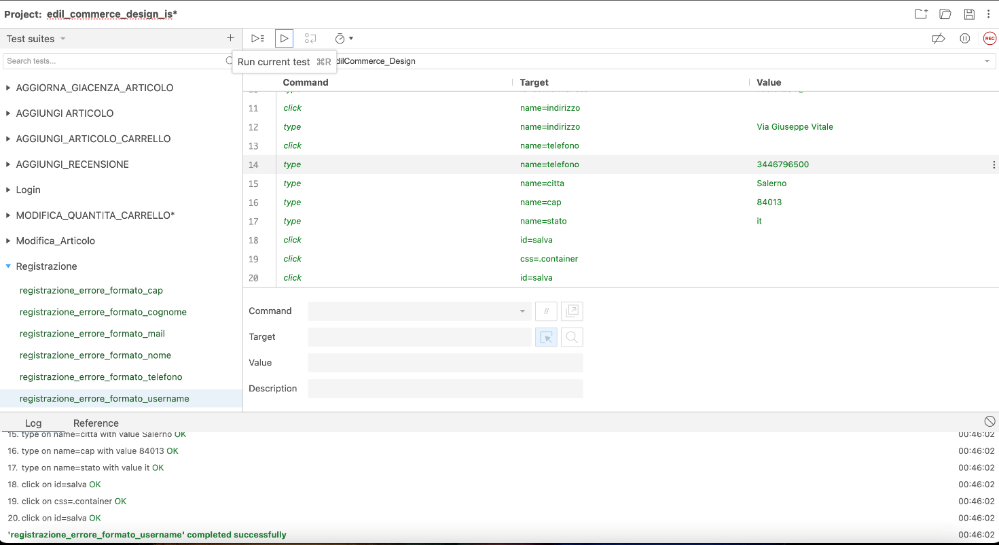 Project: edil_commerce_design_is*
Test suites
Search tests...
Run current test ⌘R
dilCommerce_Design
REC
AGGIORNA_GIACENZA_ARTICOLO
AGGIUNGI ARTICOLO
AGGIUNGI_ARTICOLO_CARRELLO
AGGIUNGI_RECENSIONE
Login
MODIFICA_QUANTITA_CARRELLO*
Modifica_Articolo
Registrazione
registrazione_errore_formato_cap
registrazione_errore_formato_cognome
registrazione_errore_formato_mail
registrazione_errore_formato_nome
registrazione_errore_formato_telefono
registrazione_errore_formato_username
Command Target Value
11 click name=indirizzo
12 type name=indirizzo Via Giuseppe Vitale
13 click name=telefono
14 type name=telefono 3446796500
15 type name=citta Salerno
16 type name=cap 84013
17 type name=stato it
18 click id=salva
19 click css=.container
20 click id=salva
Command //
Target
Value
Description
Log Reference
15. type on name=citta with value Salerno OK 00:46:02
16. type on name=cap with value 84013 OK 00:46:02
17. type on name=stato with value it OK 00:46:02
18. click on id=salva OK 00:46:02
19. click on css=.container OK 00:46:02
20. click on id=salva OK 00:46:02
'registrazione_errore_formato_username' completed successfully 00:46:02